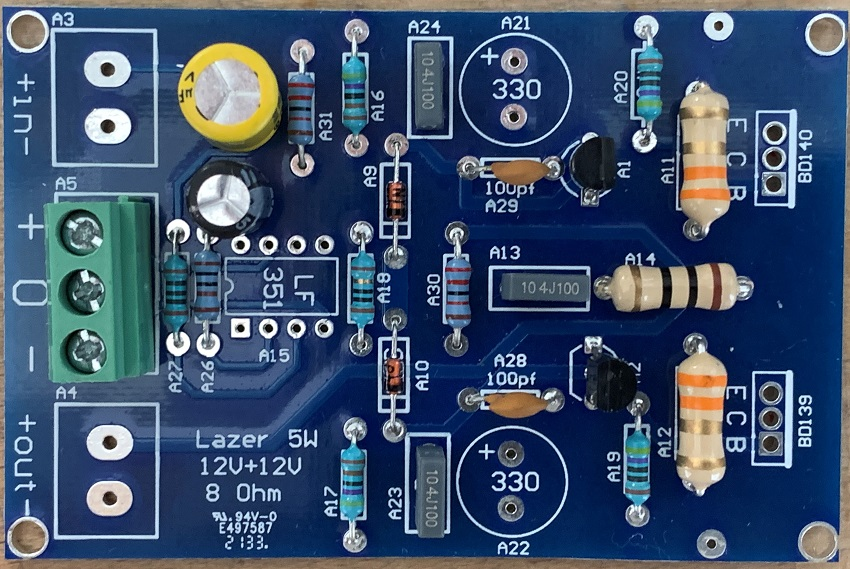 A3
A24
A21
+
330
A20
104J100
A31
A16
+in-
A9
100pf
A29
A1
A11
E
C
B
BD140
A5
+
0
-
LF
351
A18
A30
A13
104J100
A14
A27
A26
A15
A10
A28
100pf
E
C
B
BD139
A12
A19
A4
+out-
Lazer 5W
12V+12V
8 Ohm
94V-0
E497587
2133
A17
A23
104J100
+
330
A22